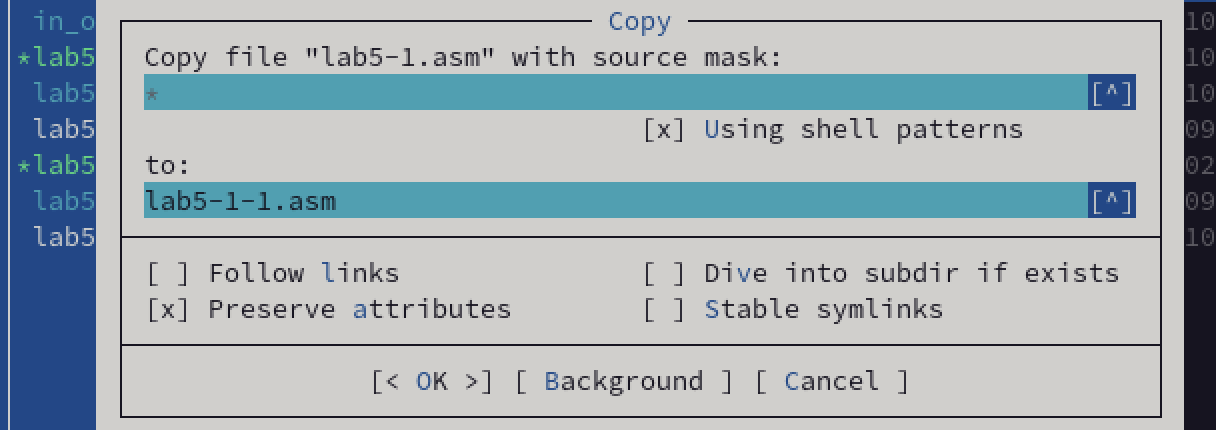 Copy
in_o 10
Copy file "lab5-1.asm" with source mask:
*lab5 10
lab5 * [^] 10
lab5 [x] Using shell patterns 09
*lab5 to: 02
lab5 lab5-1-1.asm [^] 09
lab5 10
[ ] Follow links [ ] Dive into subdir if exists
[x] Preserve attributes [ ] Stable symlinks
[< OK >] [ Background ] [ Cancel ]